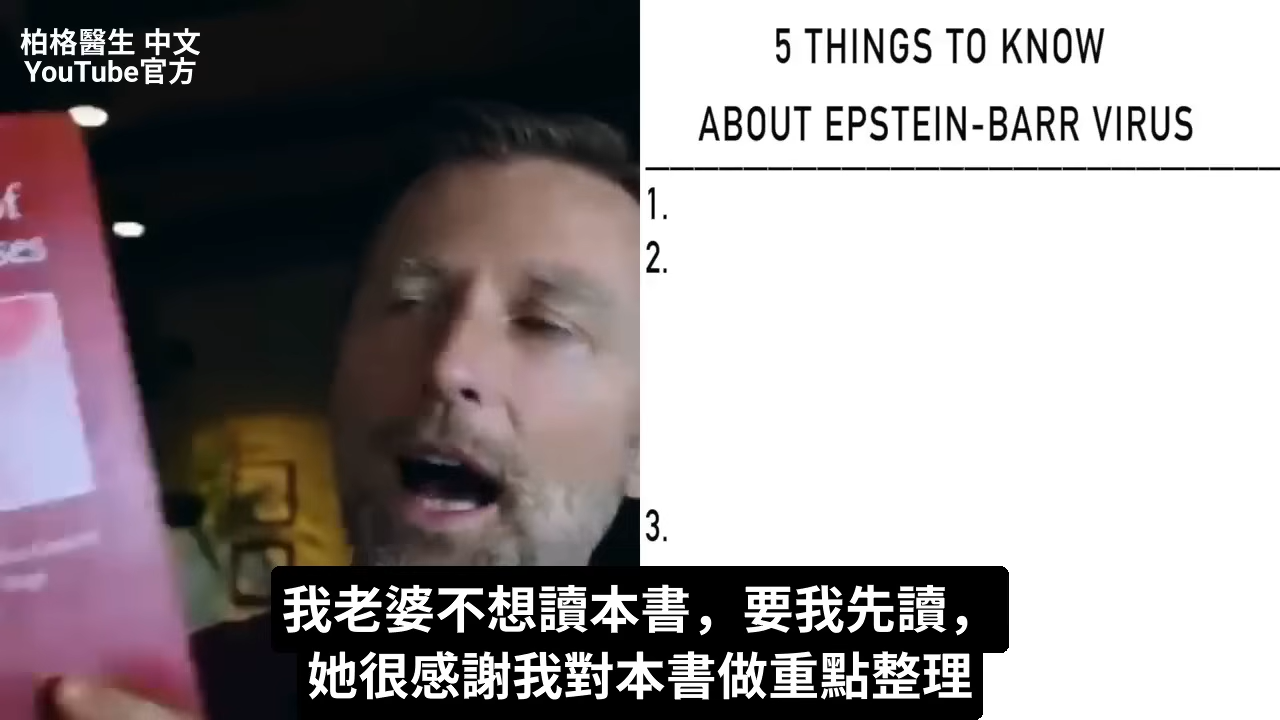 柏格醫生 中文
YouTube官方
of
5 THINGS TO KNOW
ABOUT EPSTEIN-BARR VIRUS
1.
2.
3.
我老婆不想讀本書，要我先讀，
她很感謝我對本書做重點整理